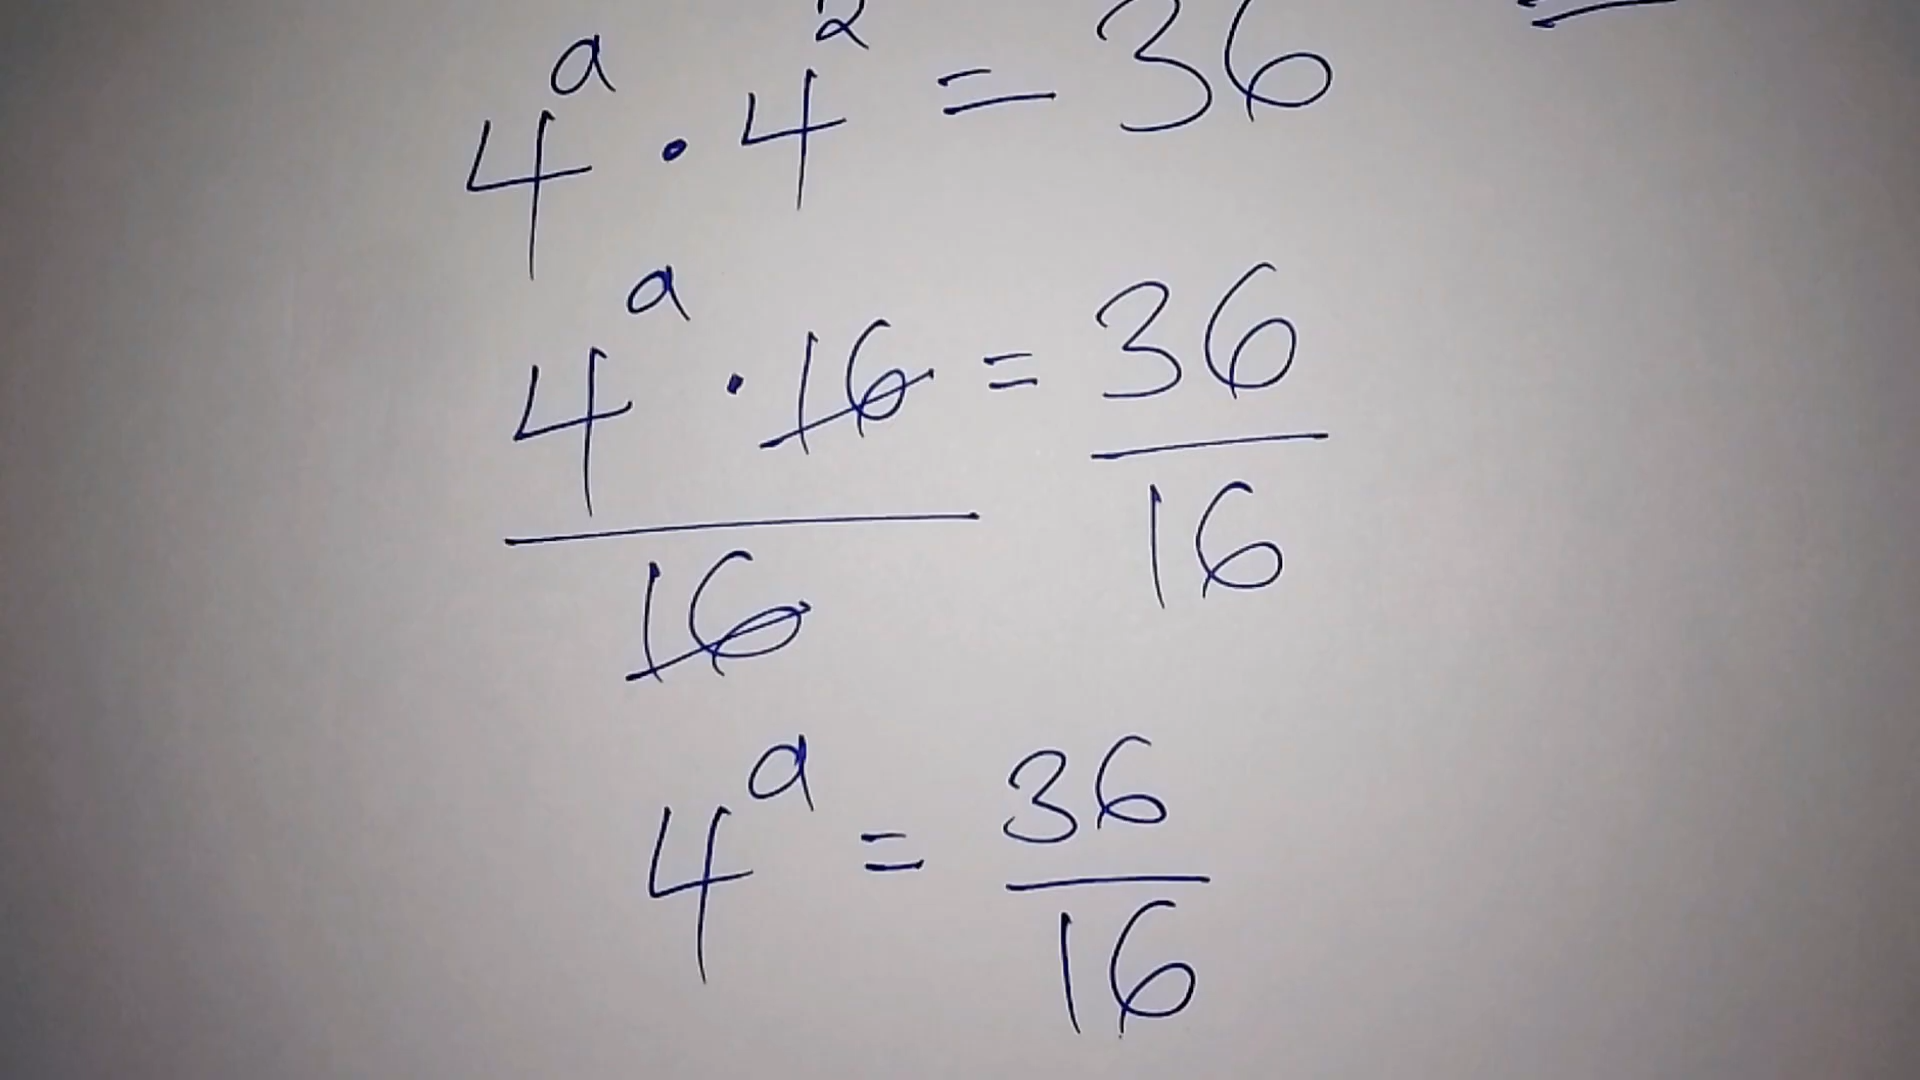 4^a · 4^2 = 36
4^a · 16 / 16 = 36 / 16
4^a = 36 / 16